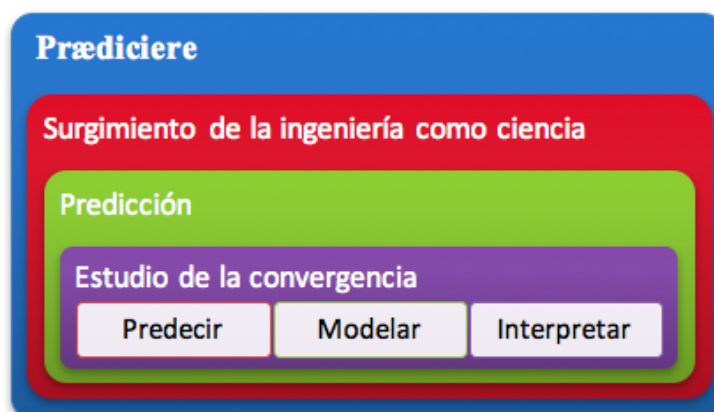 Prædiciere
Surgimiento de la ingeniería como ciencia
Predicción
Estudio de la convergencia
Predecir Modelar Interpretar